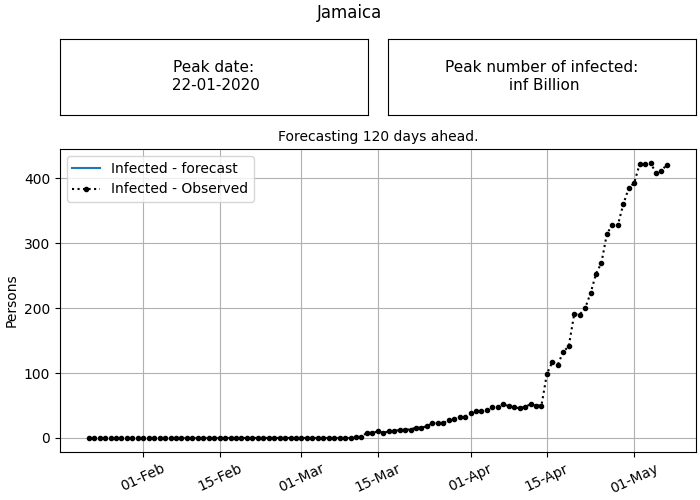 Jamaica
Peak date:
22-01-2020
Peak number of infected:
inf Billion
Forecasting 120 days ahead.
Infected - forecast
Infected - Observed
Persons
400
300
200
100
0
01-Feb
15-Feb
01-Mar
15-Mar
01-Apr
15-Apr
01-May